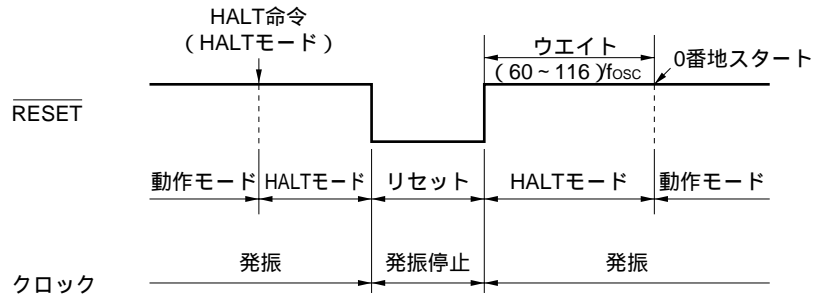 HALT命令
（HALTモード）
ウエイト
（60～116）/fosc
0番地スタート
RESET
動作モード HALTモード リセット HALTモード 動作モード
発振 発振停止 発振
クロック